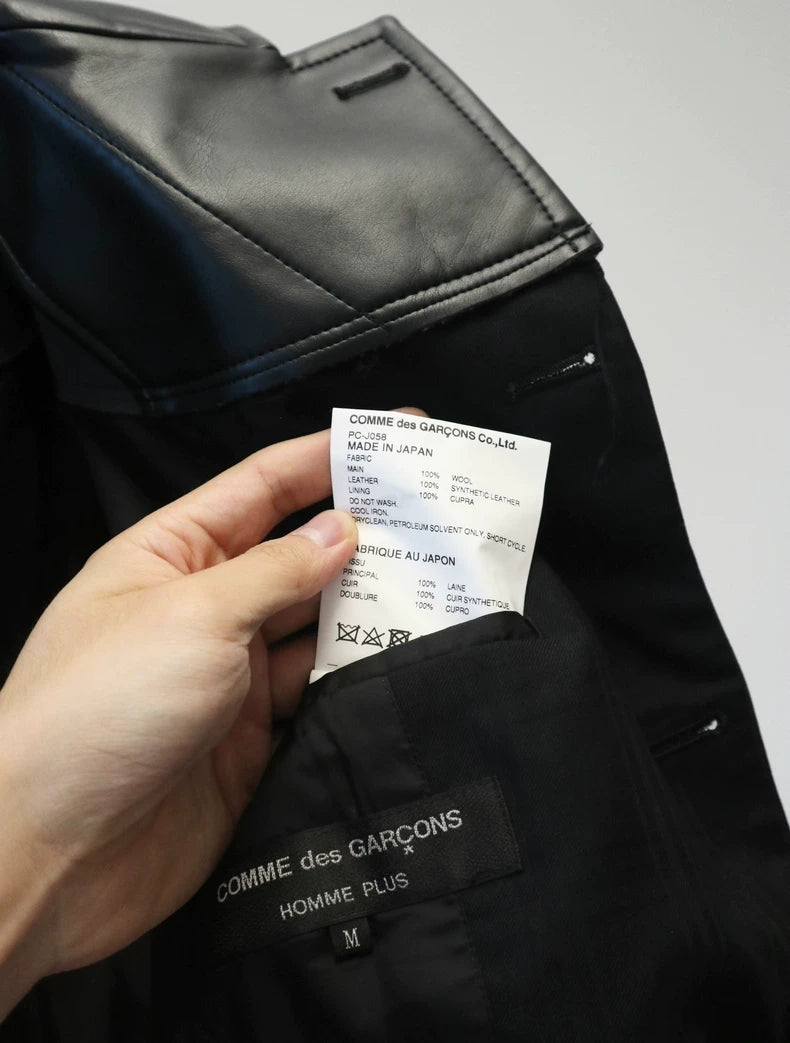 COMME des GARÇONS Co.,Ltd.
PC-J058
MADE IN JAPAN
FABRIC
MAIN 100% WOOL
LEATHER 100% SYNTHETIC LEATHER
LINING 100% CUPRA
DO NOT WASH.
COOL IRON.
DRYCLEAN, PETROLEUM SOLVENT ONLY. SHORT CYCLE.
ABRIQUE AU JAPON
ISSU
PRINCIPAL 100% LAINE
CUIR 100% CUIR SYNTHETIQUE
DOUBLURE 100% CUPRO
COMME des GARÇONS
HOMME PLUS
M